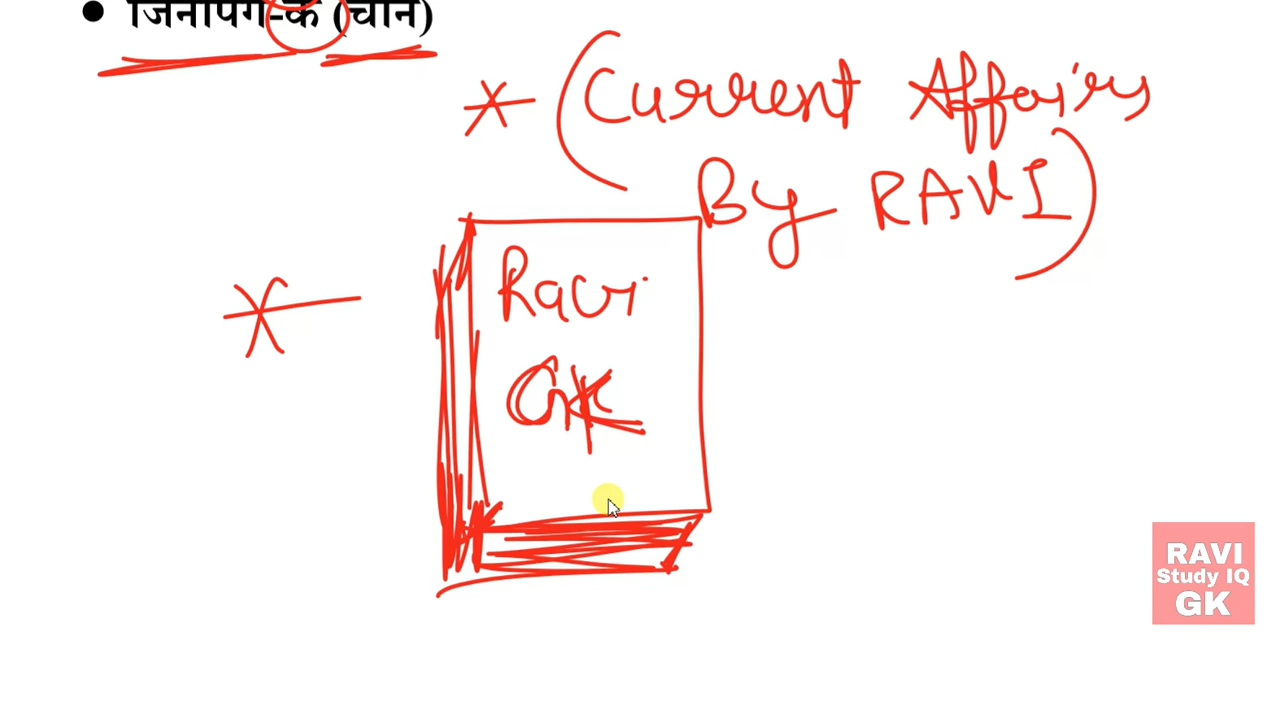 जिनपिंग-के (चीन)
* (Current Affairs
By RAVI)
*
Ravi
GK
RAVI
Study IQ
GK